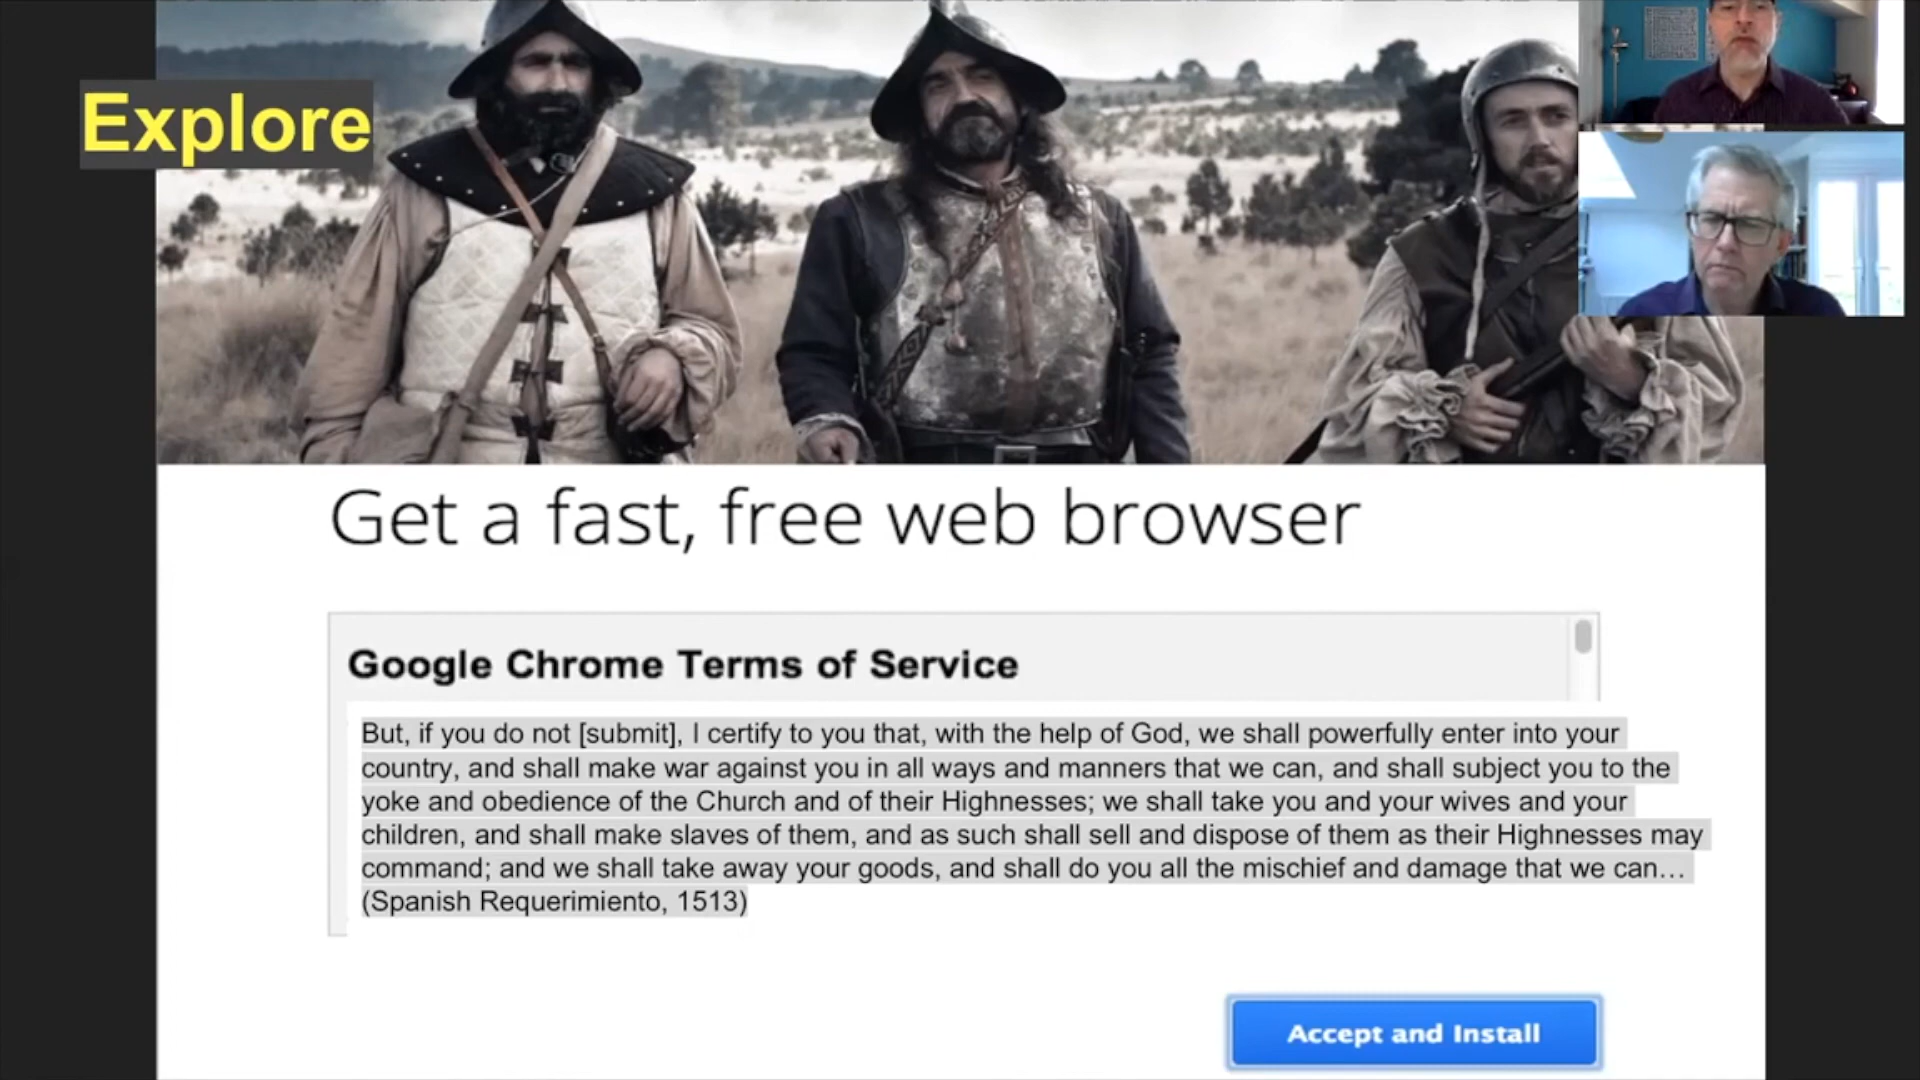 Explore
Get a fast, free web browser
Google Chrome Terms of Service
But, if you do not [submit], I certify to you that, with the help of God, we shall powerfully enter into your
country, and shall make war against you in all ways and manners that we can, and shall subject you to the
yoke and obedience of the Church and of their Highnesses; we shall take you and your wives and your
children, and shall make slaves of them, and as such shall sell and dispose of them as their Highnesses may
command; and we shall take away your goods, and shall do you all the mischief and damage that we can…
(Spanish Requerimiento, 1513)
Accept and Install